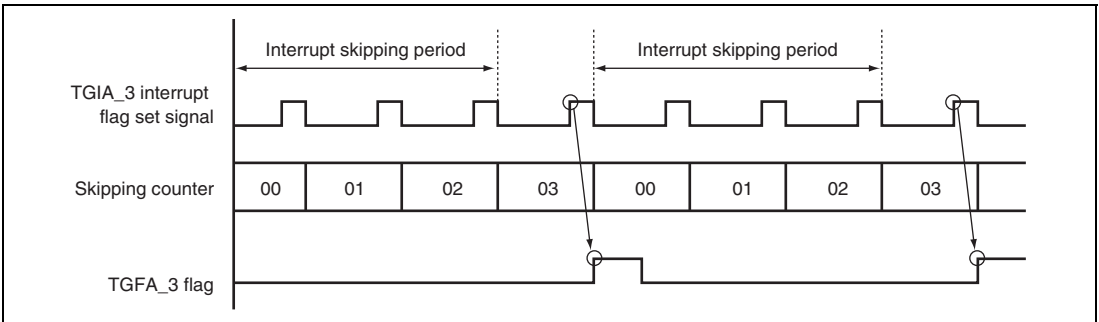 Interrupt skipping period Interrupt skipping period
TGIA_3 interrupt
flag set signal
Skipping counter 00 01 02 03 00 01 02 03
TGFA_3 flag